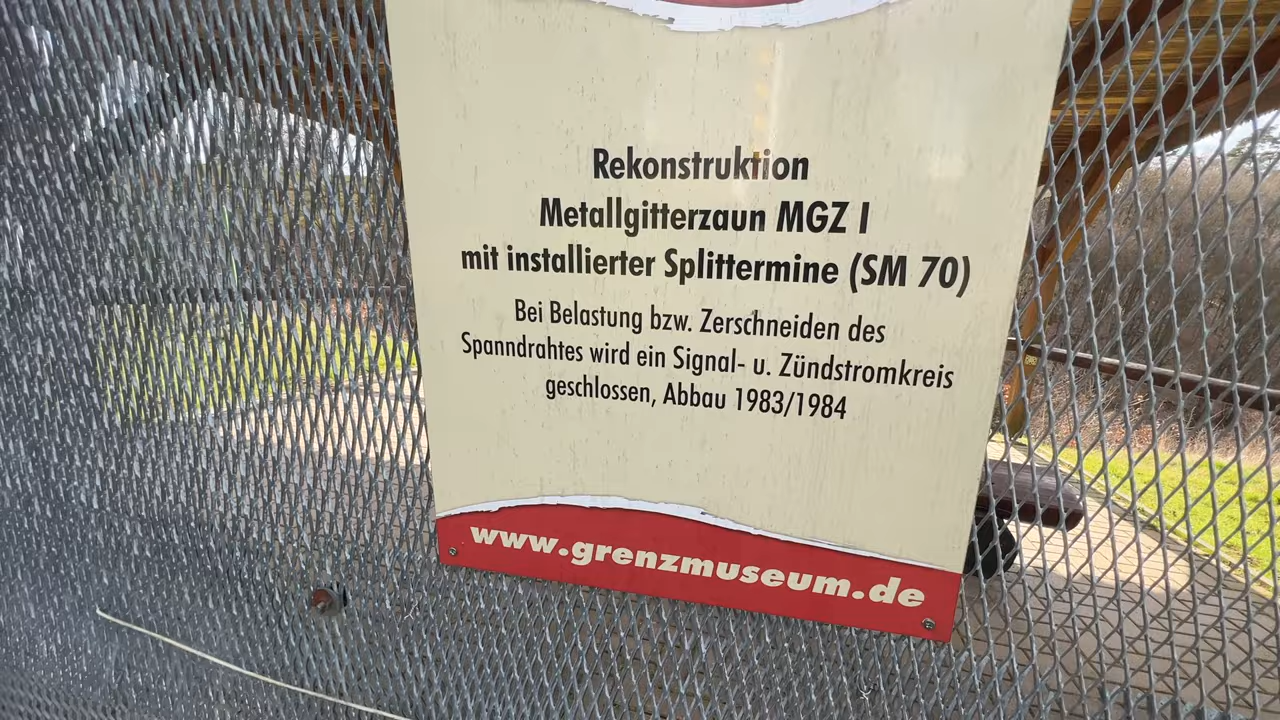 Rekonstruktion
Metallgitterzaun MGZ I
mit installierter Splittermine (SM 70)
Bei Belastung bzw. Zerschneiden des
Spanndrahtes wird ein Signal- u. Zündstromkreis
geschlossen, Abbau 1983/1984
www.grenzmuseum.de